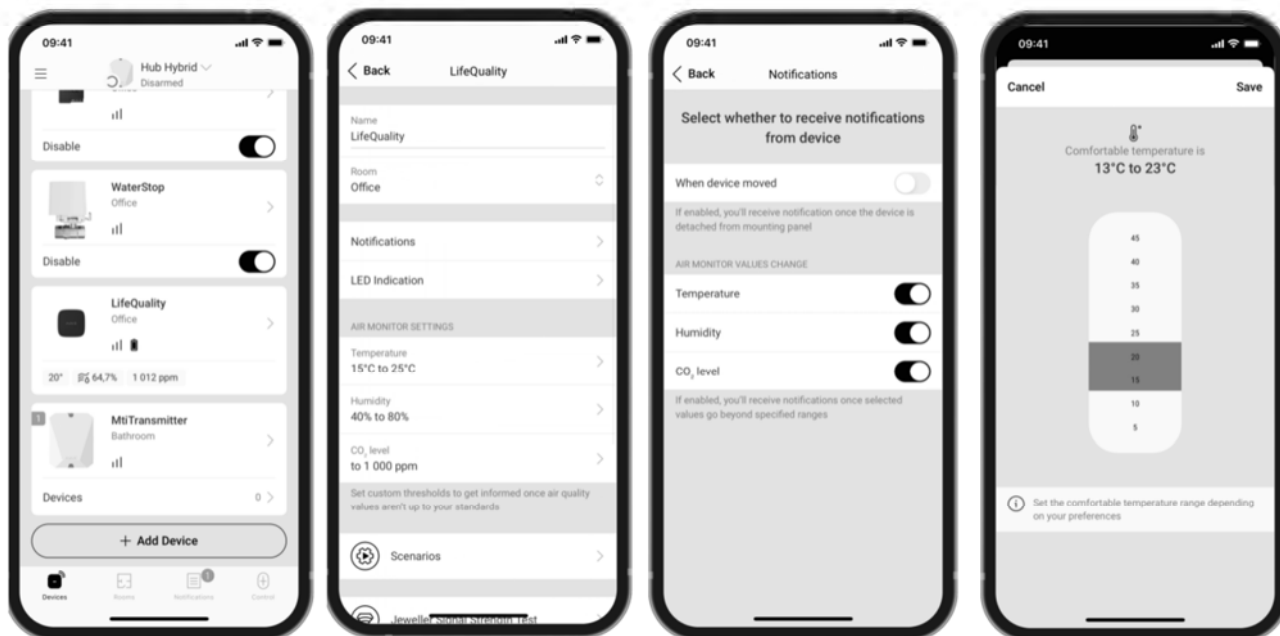 09:41
Hub Hybrid
Disarmed
Office
Disable
WaterStop
Office
Disable
LifeQuality
Office
20° 64,7% 1 012 ppm
1
MtiTransmitter
Bathroom
Devices 0
+ Add Device
1
Devices Rooms Notifications Control
09:41
Back LifeQuality
Name
LifeQuality
Room
Office
Notifications
LED Indication
AIR MONITOR SETTINGS
Temperature
15°C to 25°C
Humidity
40% to 80%
CO₂ level
to 1 000 ppm
Set custom thresholds to get informed once air quality
values aren't up to your standards
Scenarios
Jeweller Signal Strength Test
09:41
Back Notifications
Select whether to receive notifications
from device
When device moved
If enabled, you'll receive notification once the device is
detached from mounting panel
AIR MONITOR VALUES CHANGE
Temperature
Humidity
CO₂ level
If enabled, you'll receive notifications once selected
values go beyond specified ranges
09:41
Cancel Save
Comfortable temperature is
13°C to 23°C
45
40
35
30
25
20
15
10
5
Set the comfortable temperature range depending
on your preferences